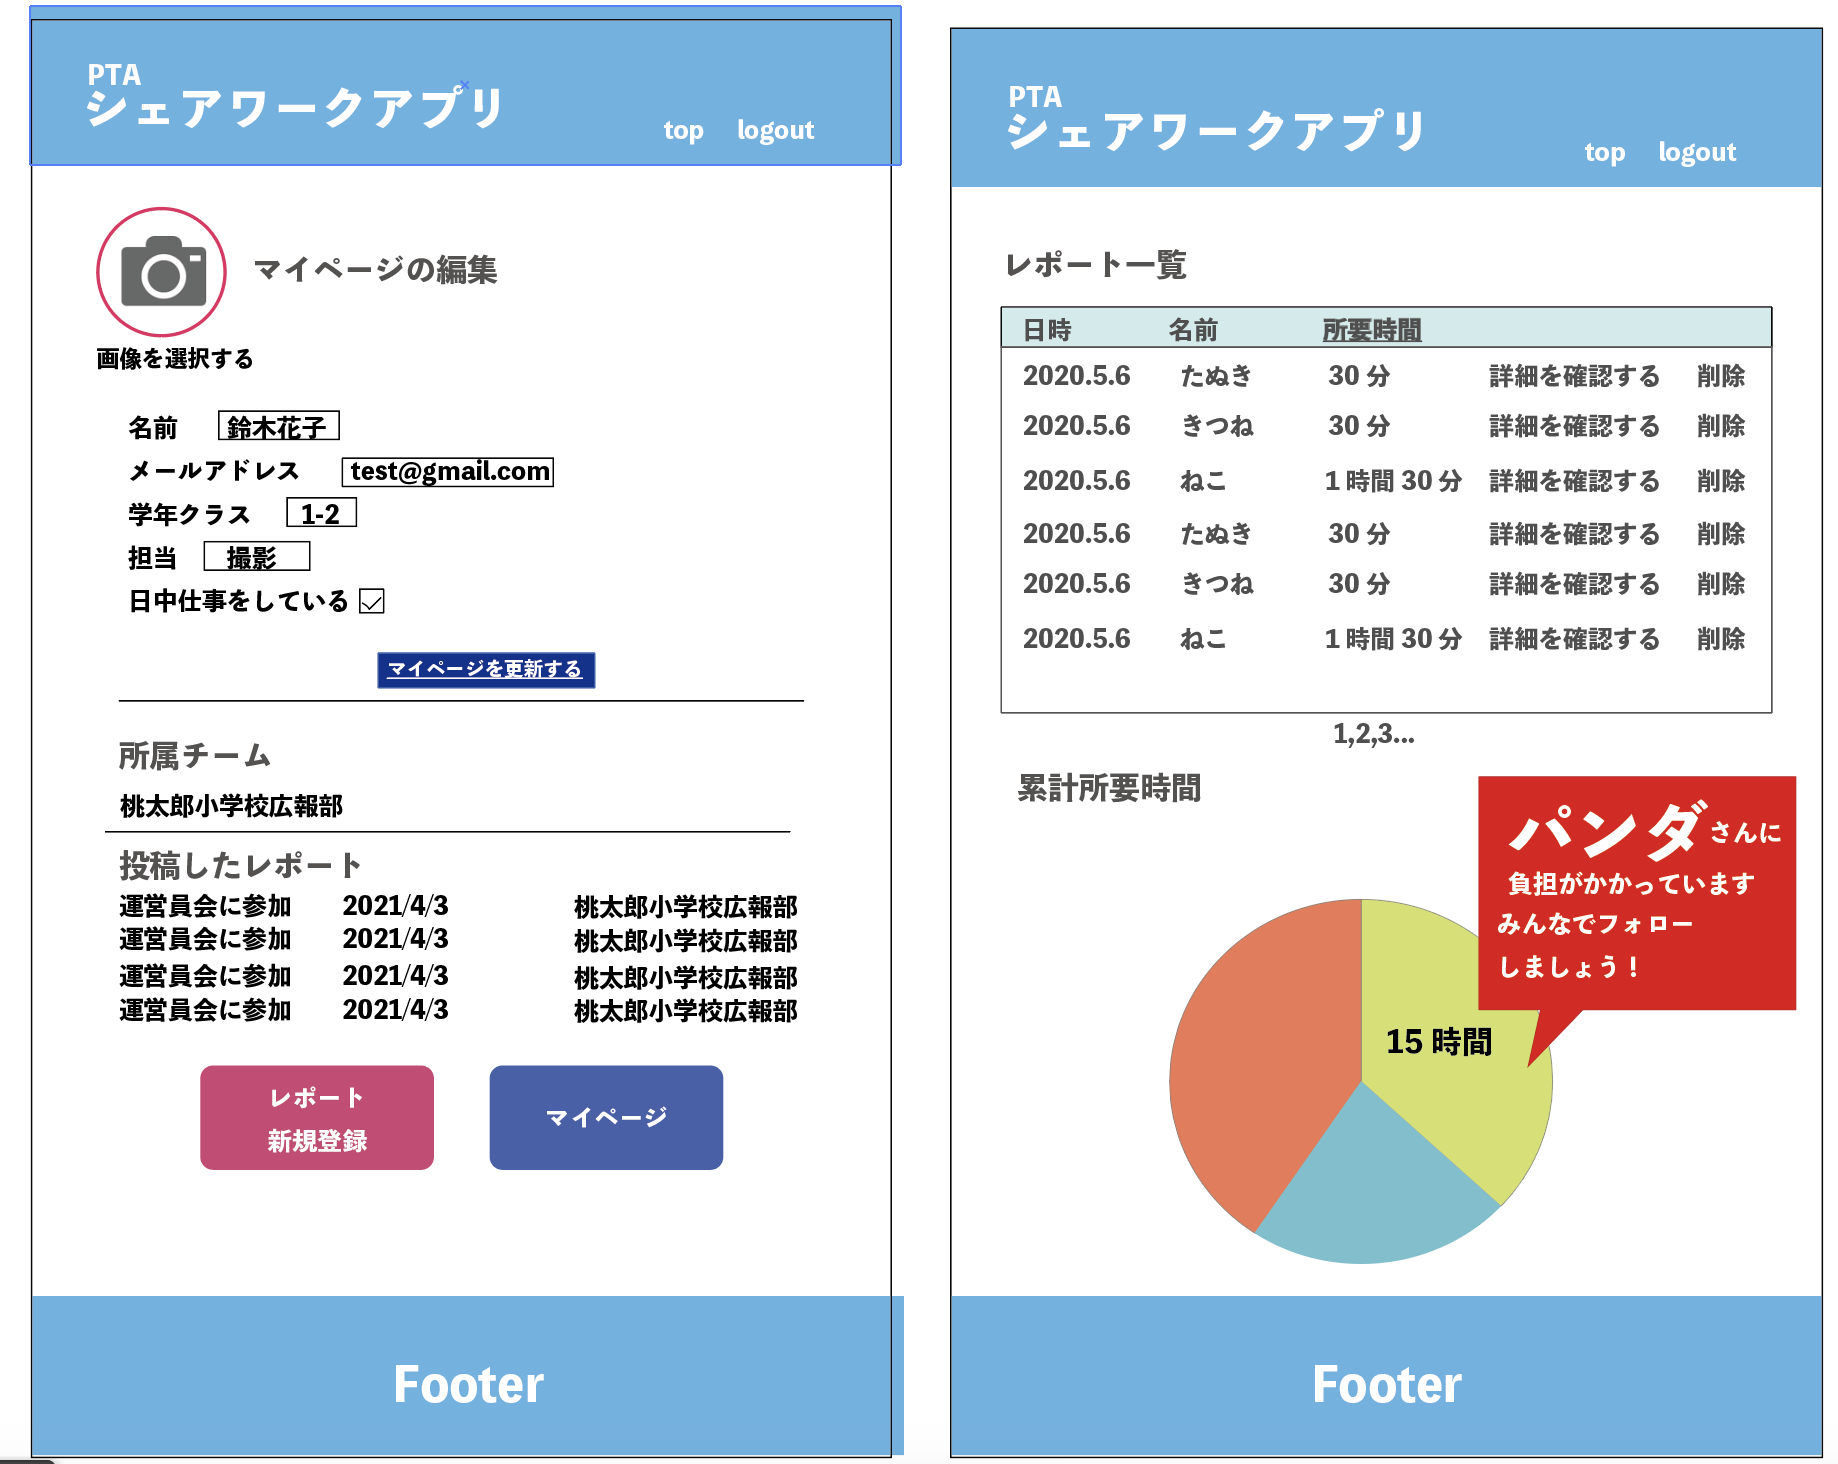 PTA
シェアワークアプリ
top logout
マイページの編集
画像を選択する
名前 鈴木花子
メールアドレス test@gmail.com
学年クラス 1-2
担当 撮影
日中仕事をしている
マイページを更新する
所属チーム
桃太郎小学校広報部
投稿したレポート
運営員会に参加 2021/4/3 桃太郎小学校広報部
運営員会に参加 2021/4/3 桃太郎小学校広報部
運営員会に参加 2021/4/3 桃太郎小学校広報部
運営員会に参加 2021/4/3 桃太郎小学校広報部
レポート
新規登録
マイページ
Footer
PTA
シェアワークアプリ
top logout
レポート一覧
日時 名前 所要時間
2020.5.6 たぬき 30 分 詳細を確認する 削除
2020.5.6 きつね 30 分 詳細を確認する 削除
2020.5.6 ねこ 1 時間 30 分 詳細を確認する 削除
2020.5.6 たぬき 30 分 詳細を確認する 削除
2020.5.6 きつね 30 分 詳細を確認する 削除
2020.5.6 ねこ 1 時間 30 分 詳細を確認する 削除
1,2,3...
累計所要時間
パンダさんに
負担がかかっています
みんなでフォロー
しましょう！
15 時間
Footer